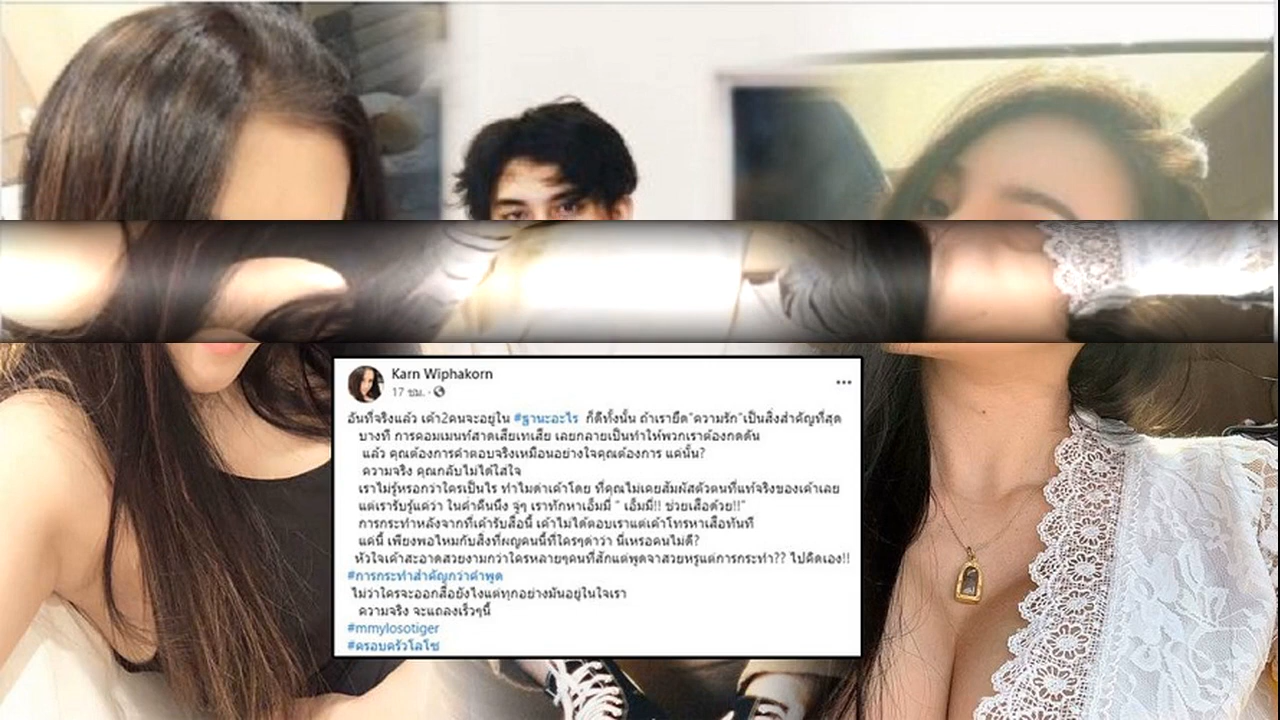 Karn Wiphakorn
17 ชม. ·
อันที่จริงแล้ว เค้า2คนจะอยู่ใน #ฐานะอะไร ก็ดีทั้งนั้น ถ้าเรายึด"ความรัก"เป็นสิ่งสำคัญที่สุด
บางที การคอมเมนท์สาดเสียเทเสีย เลยกลายเป็นทำให้พวกเราต้องกดดัน
แล้ว คุณต้องการคำตอบจริงเหมือนอย่างใจคุณต้องการ แค่นั้น?
ความจริง คุณกลับไม่ได้ใส่ใจ
เราไม่รู้หรอกว่าใครเป็นไร ทำไมด่าเค้าโดย ที่คุณไม่เคยสัมผัสตัวตนที่แท้จริงของเค้าเลย
แต่เรารับรู้แค่ว่า ในค่ำคืนนึง จู่ๆ เราทักหาเอ็มมี่ " เอ็มมี่!! ช่วยเสือด้วย!!"
การกระทำหลังจากที่เค้ารับสื่อนี้ เค้าไม่ได้ตอบเราแต่เค้าโทรหาเสือทันที
แค่นี้ เพียงพอไหมกับสิ่งที่ผญคนนี้ที่ใครๆด่าว่า นี่เหรอคนไม่ดี?
หัวใจเค้าสะอาดสวยงามกว่าใครหลายๆคนที่สักแต่พูดจาสวยหรูแต่การกระทำ?? ไปคิดเอง!!
#การกระทำสำคัญกว่าคำพูด
ไม่ว่าใครจะออกสื่อยังไงแต่ทุกอย่างมันอยู่ในใจเรา
ความจริง จะแถลงเร็วๆนี้
#mmylosotiger
#ครอบครัวโลโซ